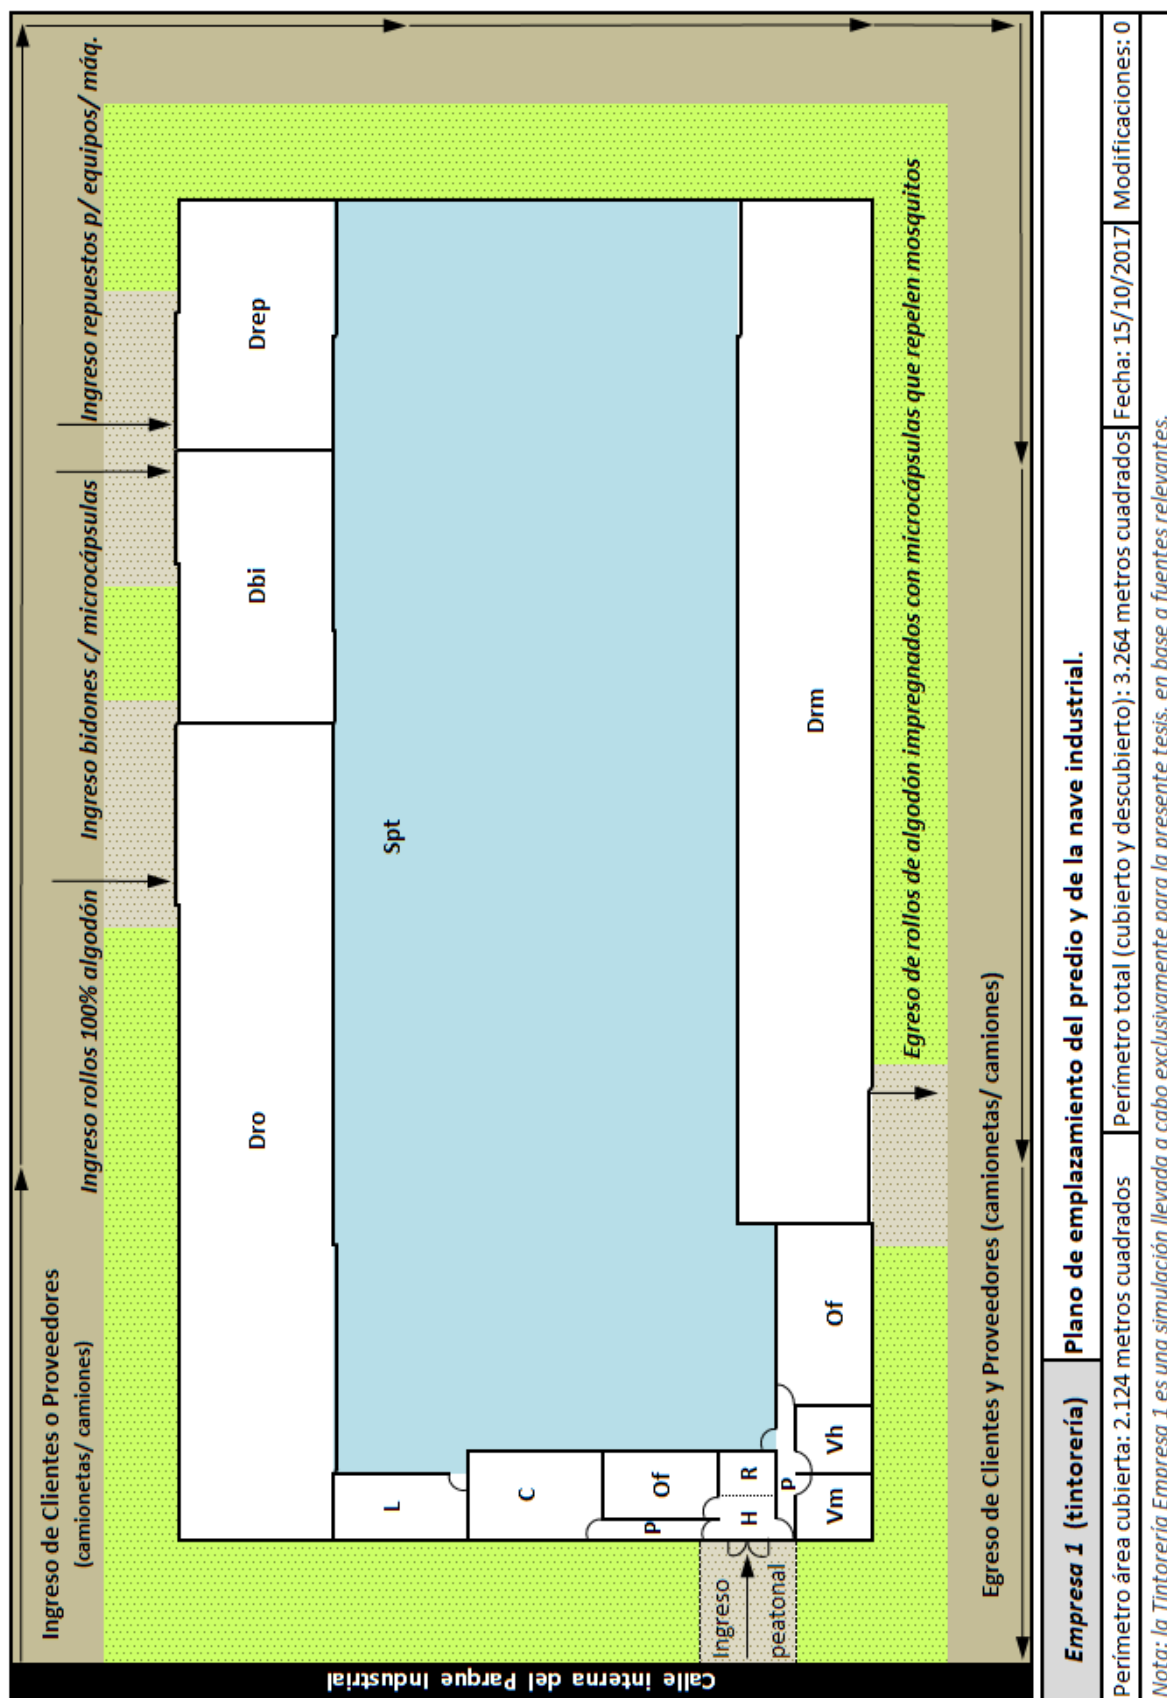 Calle interna del Parque Industrial
Ingreso de Clientes o Proveedores
(camionetas/ camiones)
Ingreso rollos 100% algodón
Ingreso bidones c/ microcápsulas
Ingreso repuestos p/ equipos/ máq.
Dro
Dbi
Drep
Spt
L
C
Of
P
H
R
P
Vm
Vh
Of
Drm
Ingreso
peatonal
Egreso de rollos de algodón impregnados con microcápsulas que repelen mosquitos
Egreso de Clientes y Proveedores (camionetas/ camiones)
Empresa 1 (tintorería)
Plano de emplazamiento del predio y de la nave industrial.
Perímetro área cubierta: 2.124 metros cuadrados
Perímetro total (cubierto y descubierto): 3.264 metros cuadrados
Fecha: 15/10/2017
Modificaciones: 0
Nota: la Tintorería Empresa 1 es una simulación llevada a cabo exclusivamente para la presente tesis, en base a fuentes relevantes.